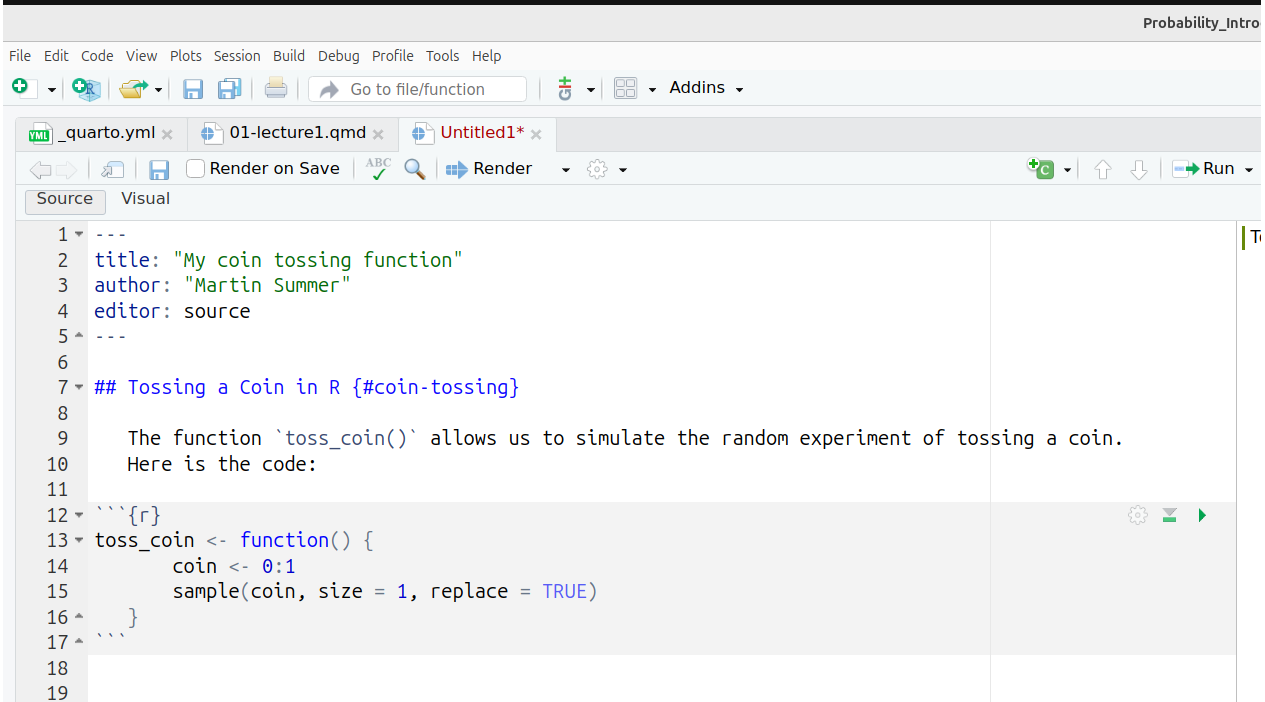 Probability_Intro
File Edit Code View Plots Session Build Debug Profile Tools Help
R Go to file/function Git Addins
YML _quarto.yml 01-lecture1.qmd Untitled1*
Render on Save ABC Render C Run
Source Visual
1 ---
2 title: "My coin tossing function"
3 author: "Martin Summer"
4 editor: source
5 ---
6
7 ## Tossing a Coin in R {#coin-tossing}
8
9 The function `toss_coin()` allows us to simulate the random experiment of tossing a coin.
10 Here is the code:
11
12 ```{r}
13 toss_coin <- function() {
14 coin <- 0:1
15 sample(coin, size = 1, replace = TRUE)
16 }
17 ```
18
19